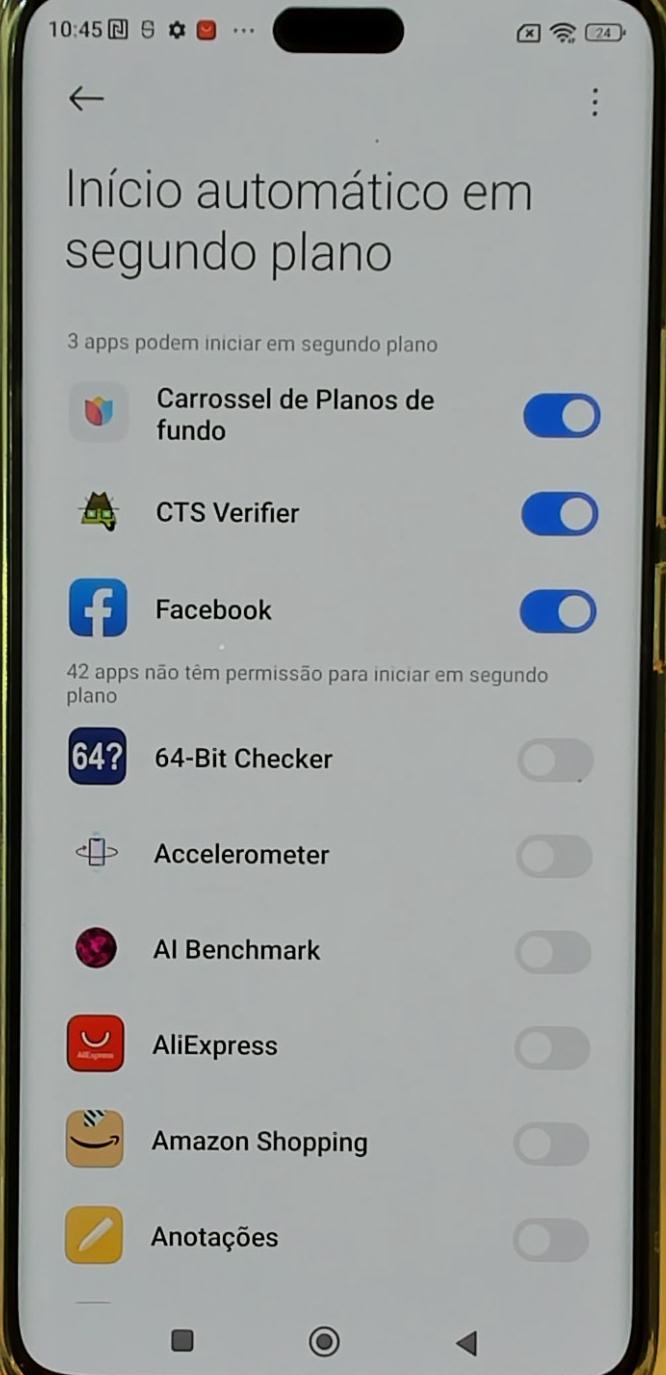 10:45
24
Início automático em
segundo plano
3 apps podem iniciar em segundo plano
Carrossel de Planos de
fundo
CTS Verifier
Facebook
42 apps não têm permissão para iniciar em segundo
plano
64?
64-Bit Checker
Accelerometer
AI Benchmark
AliExpress
AliExpress
Amazon Shopping
Anotações